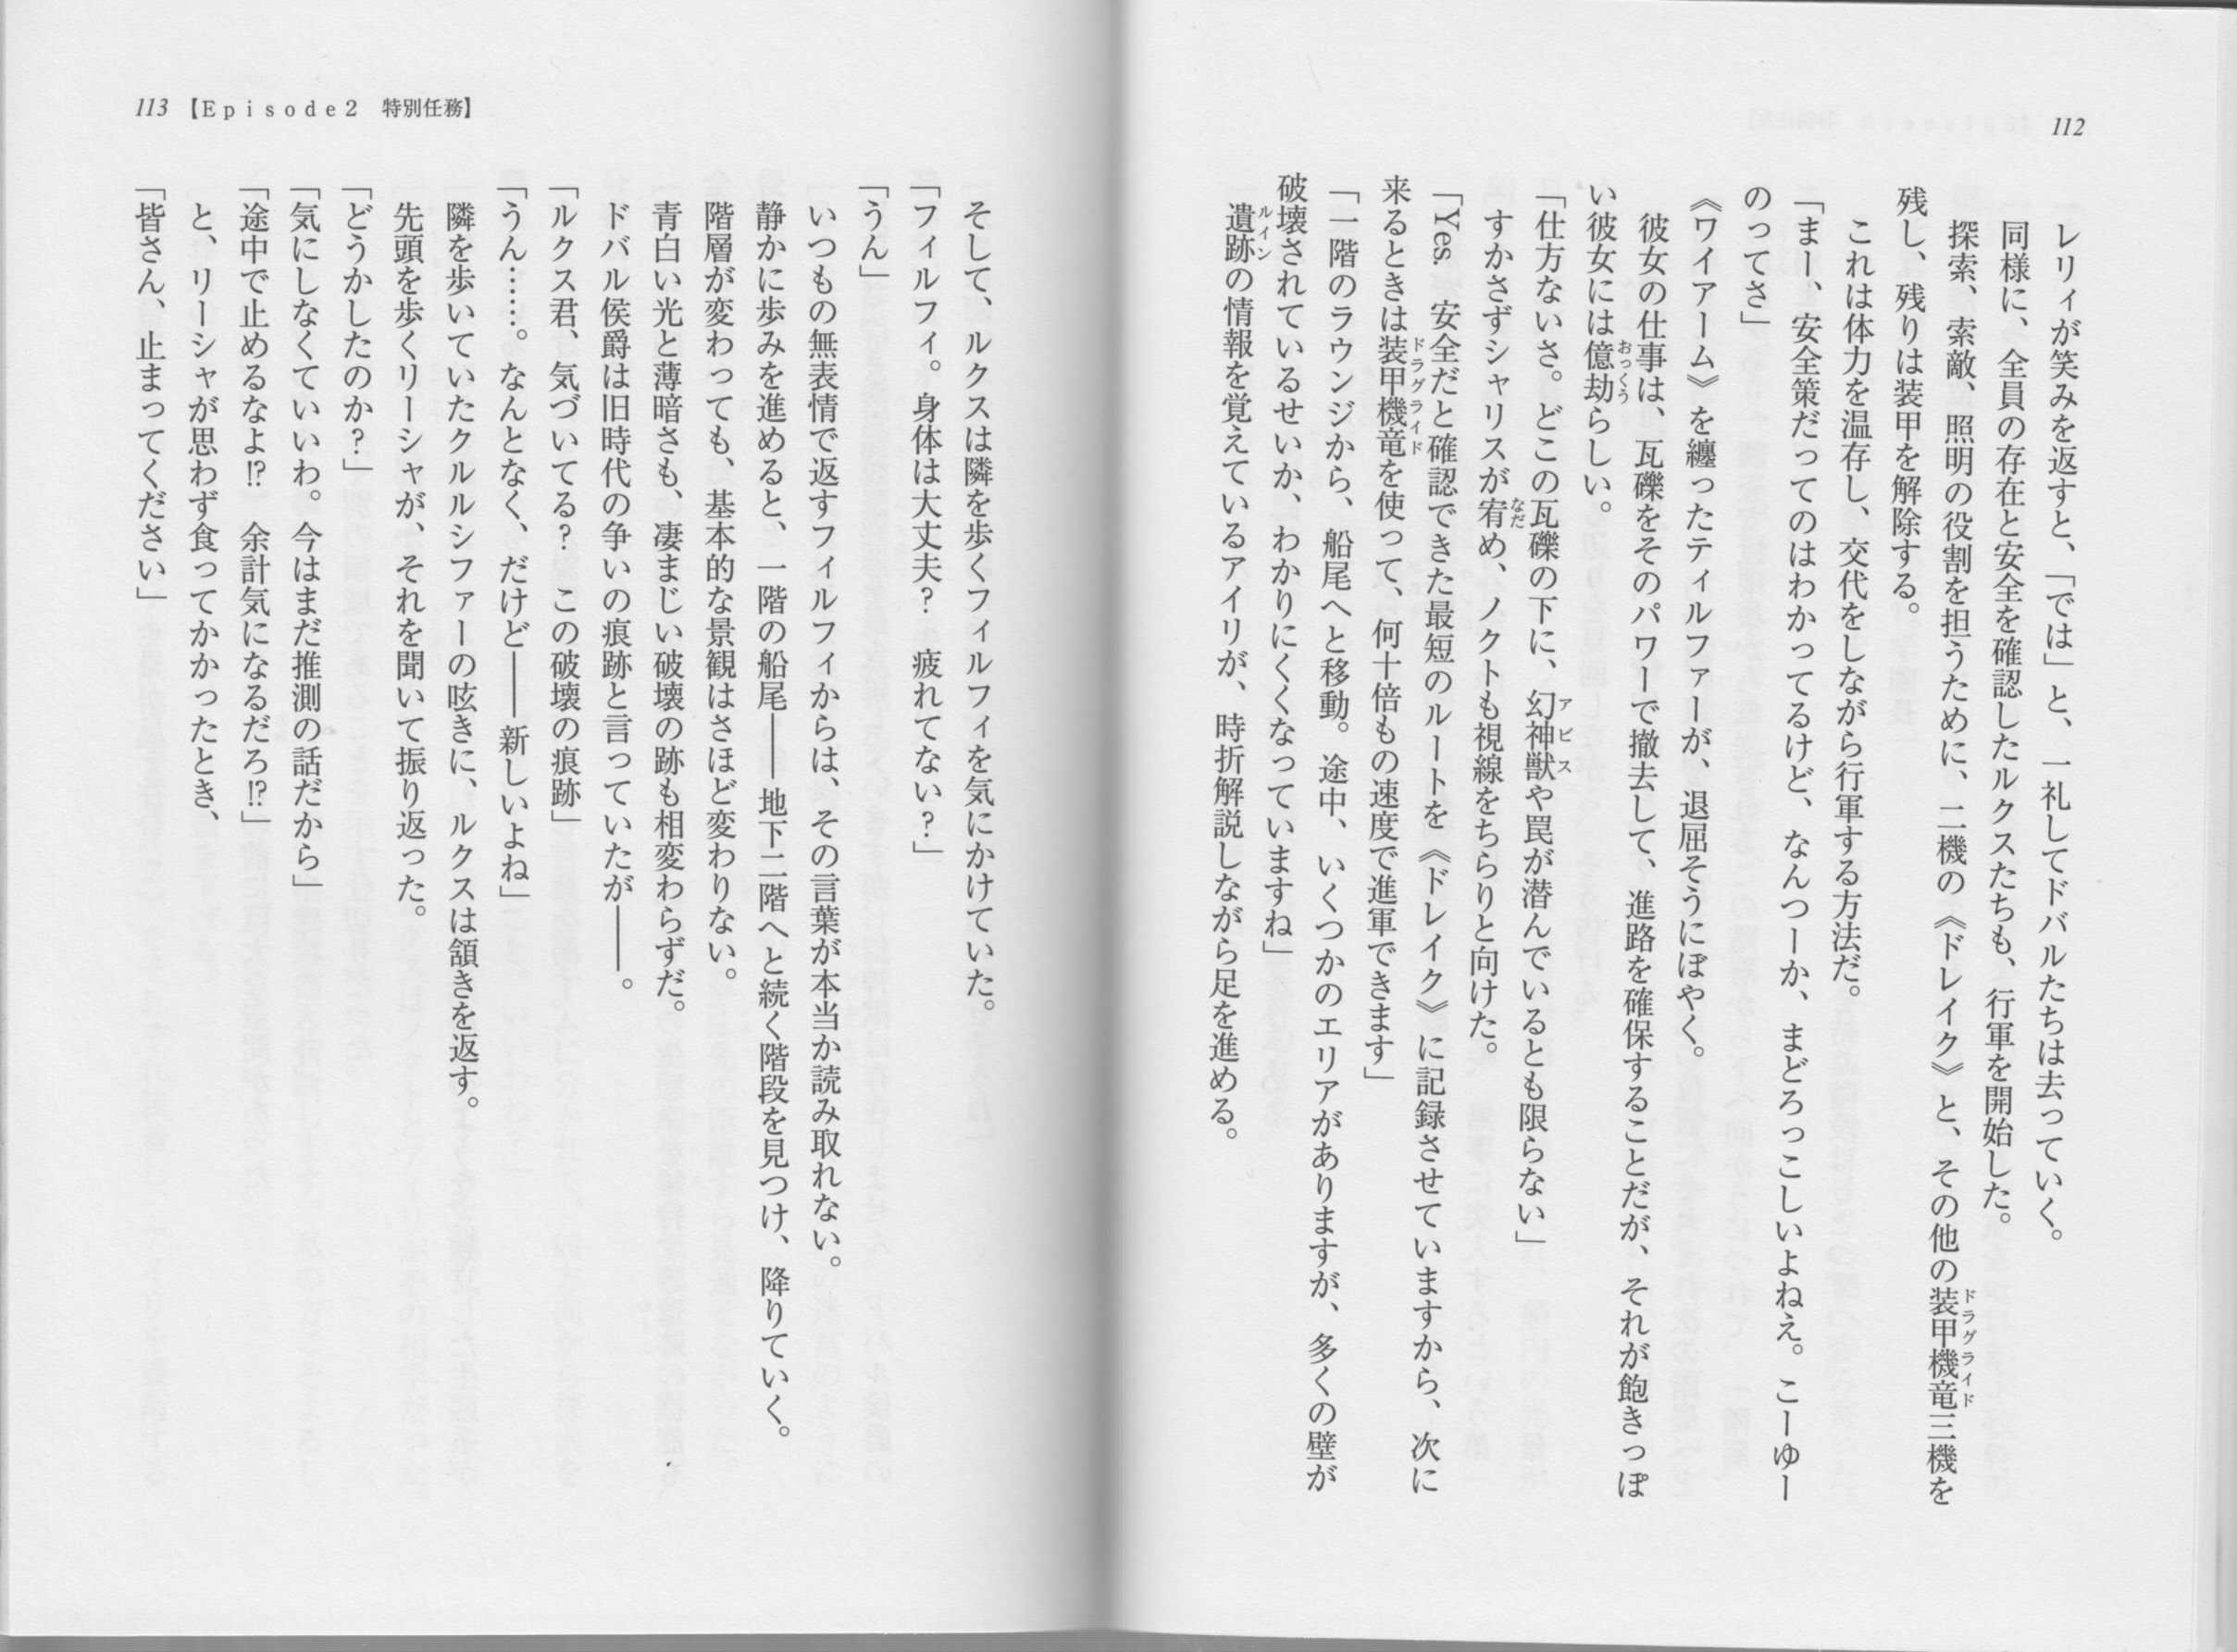 112
レリィが笑みを返すと、「では」と、一礼してドバルたちは去っていく。
同様に、全員の存在と安全を確認したルクスたちも、行軍を開始した。
探索、索敵、照明の役割を担うために、二機の《ドレイク》と、その他の装甲機竜三機を
ドラグライド
残し、残りは装甲を解除する。
これは体力を温存し、交代をしながら行軍する方法だ。
「まー、安全策だってのはわかってるけど、なんつーか、まどろっこしいよねえ。こーゆー
のってさ」
《ワイアーム》を纏ったティルファーが、退屈そうにぼやく。
彼女の仕事は、瓦礫をそのパワーで撤去して、進路を確保することだが、それが飽きっぽ
い彼女には億劫らしい。
おっくう
「仕方ないさ。どこの瓦礫の下に、幻神獣や罠が潜んでいるとも限らない」
アビス
すかさずシャリスが宥め、ノクトも視線をちらりと向けた。
なだ
「Yes. 安全だと確認できた最短のルートを《ドレイク》に記録させていますから、次に
来るときは装甲機竜を使って、何十倍もの速度で進軍できます」
ドラグライド
「一階のラウンジから、船尾へと移動。途中、いくつかのエリアがありますが、多くの壁が
破壊されているせいか、わかりにくくなっていますね」
遺跡の情報を覚えているアイリが、時折解説しながら足を進める。
ルイン
113【Episode2 特別任務】
そして、ルクスは隣を歩くフィルフィを気にかけていた。
「フィルフィ。身体は大丈夫? 疲れてない?」
「うん」
いつもの無表情で返すフィルフィからは、その言葉が本当か読み取れない。
静かに歩みを進めると、一階の船尾――地下二階へと続く階段を見つけ、降りていく。
階層が変わっても、基本的な景観はさほど変わりない。
青白い光と薄暗さも、凄まじい破壊の跡も相変わらずだ。
ドバル侯爵は旧時代の争いの痕跡と言っていたが――。
「ルクス君、気づいてる? この破壊の痕跡」
「うん……。なんとなく、だけど――新しいよね」
隣を歩いていたクルルシファーの呟きに、ルクスは頷きを返す。
先頭を歩くリーシャが、それを聞いて振り返った。
「どうかしたのか?」
「気にしなくていいわ。今はまだ推測の話だから」
「途中で止めるなよ!? 余計気になるだろ!?」
と、リーシャが思わず食ってかかったとき、
「皆さん、止まってください」